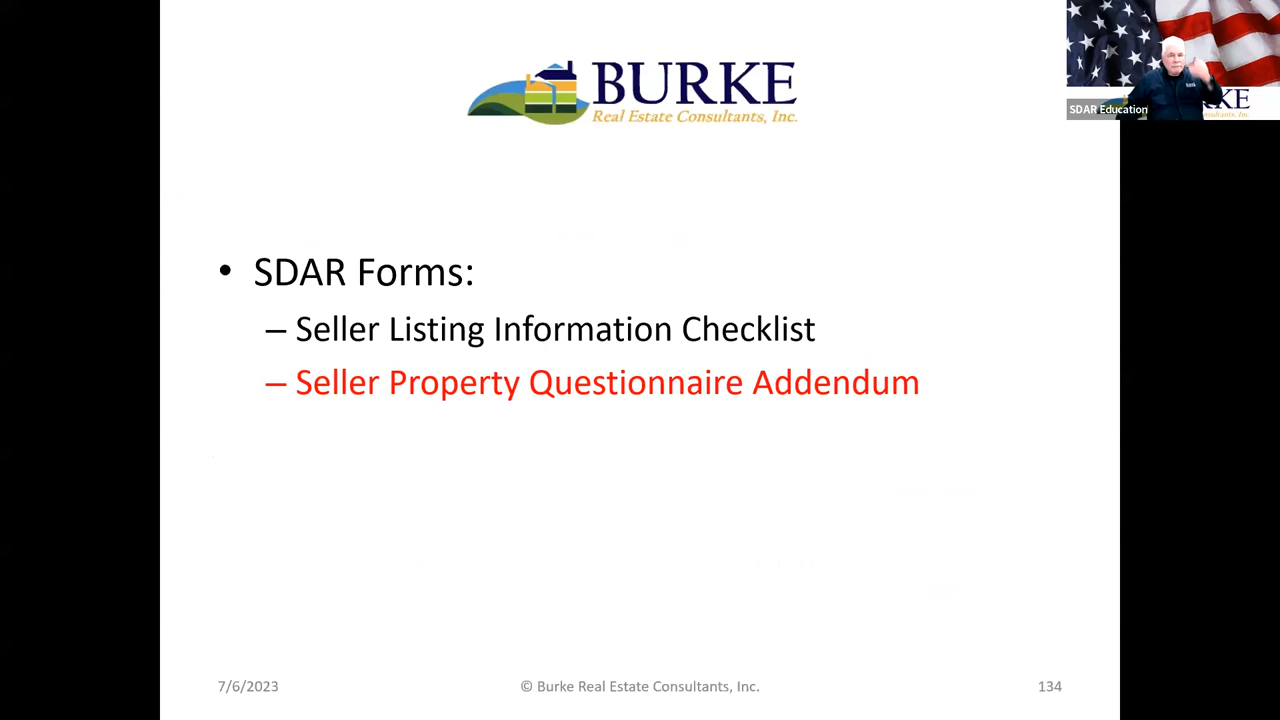 BURKE
Real Estate Consultants, Inc.
SDAR Education
• SDAR Forms:
– Seller Listing Information Checklist
– Seller Property Questionnaire Addendum
7/6/2023
© Burke Real Estate Consultants, Inc.
134